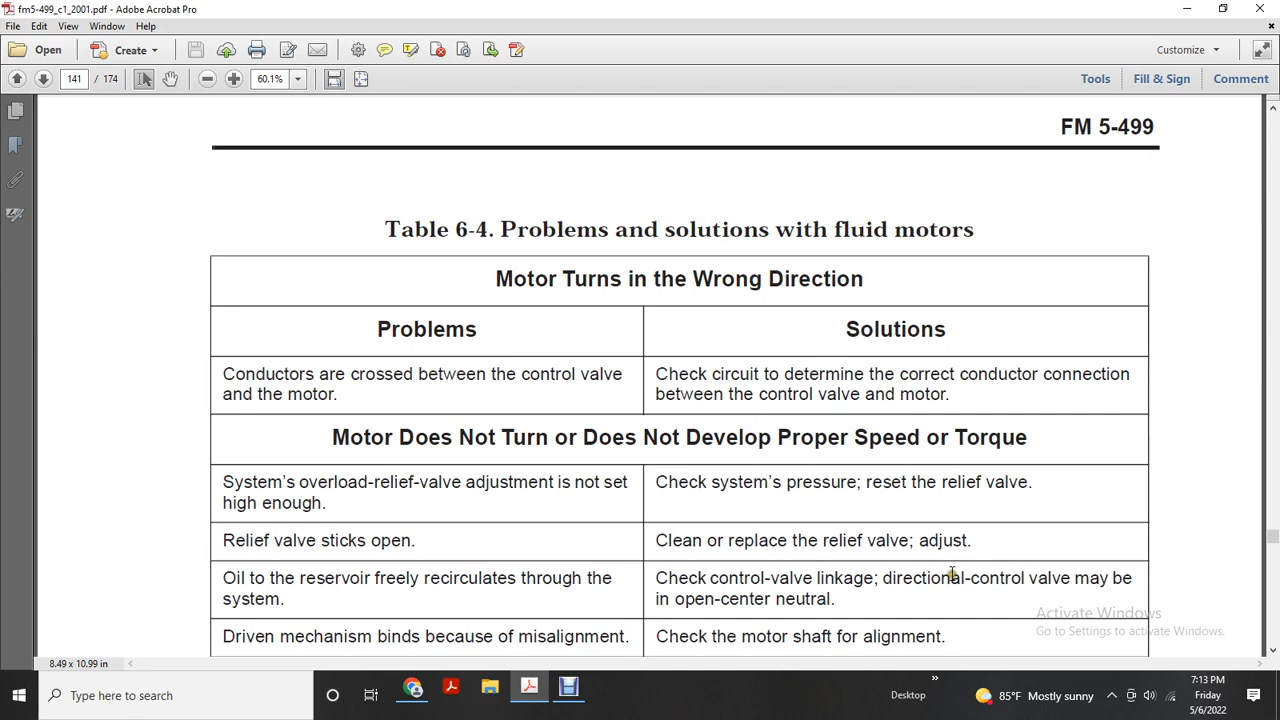 fm5-499_c1_2001.pdf - Adobe Acrobat Pro
File Edit View Window Help
Open Create Customize
141 / 174 60.1% Tools Fill & Sign Comment
FM 5-499
Table 6-4. Problems and solutions with fluid motors
Motor Turns in the Wrong Direction
Problems Solutions
Conductors are crossed between the control valve
and the motor.
Check circuit to determine the correct conductor connection
between the control valve and motor.
Motor Does Not Turn or Does Not Develop Proper Speed or Torque
System's overload-relief-valve adjustment is not set
high enough.
Check system's pressure; reset the relief valve.
Relief valve sticks open.
Clean or replace the relief valve; adjust.
Oil to the reservoir freely recirculates through the
system.
Check control-valve linkage; directional-control valve may be
in open-center neutral.
Driven mechanism binds because of misalignment.
Check the motor shaft for alignment.
Activate Windows
Go to Settings to activate Windows.
8.49 x 10.99 in
Type here to search
Desktop
85°F Mostly sunny
7:13 PM
Friday
5/6/2022